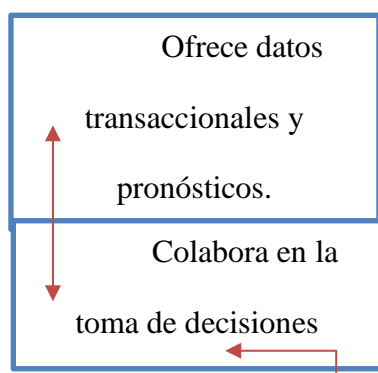 Ofrece datos
transaccionales y
pronósticos.
Colabora en la
toma de decisiones